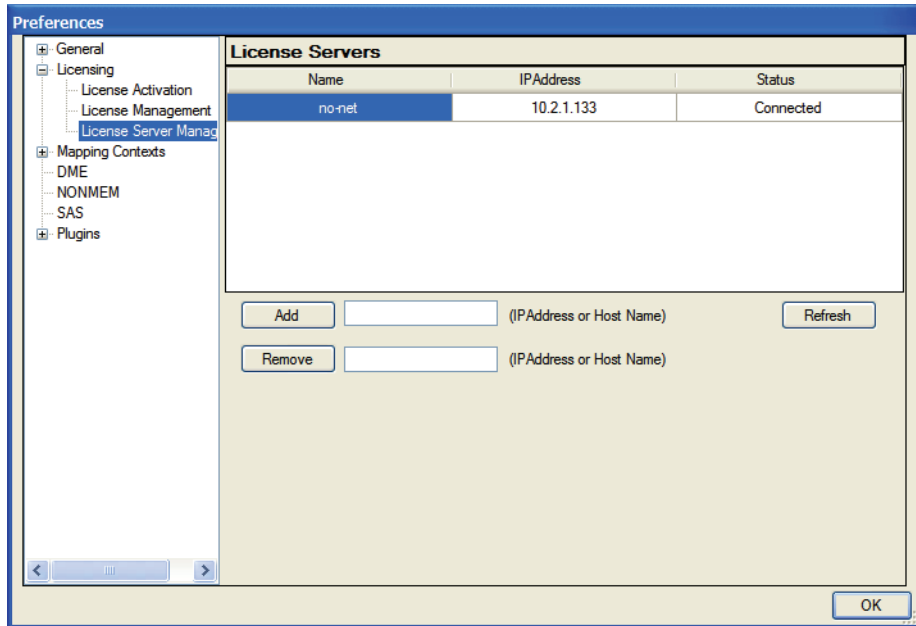 Preferences
General
Licensing
License Activation
License Management
License Server Manag
Mapping Contexts
DME
NONMEM
SAS
Plugins
License Servers
Name IPAddress Status
no-net 10.2.1.133 Connected
Add (IPAddress or Host Name) Refresh
Remove (IPAddress or Host Name)
OK